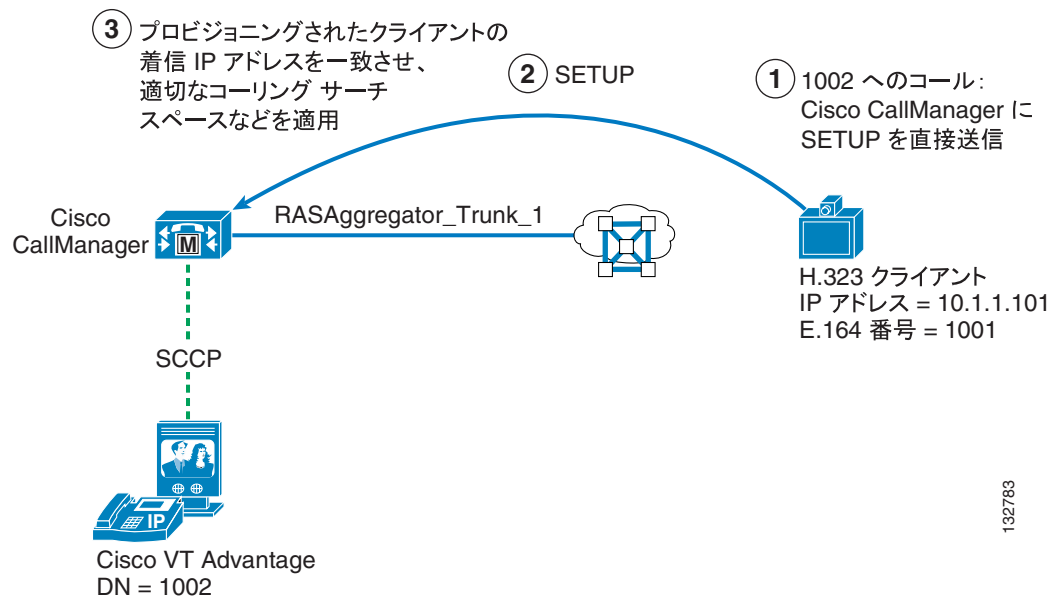 3 プロビジョニングされたクライアントの
着信 IP アドレスを一致させ、
適切なコーリング サーチ
スペースなどを適用
2 SETUP
1 1002 へのコール：
Cisco CallManager に
SETUP を直接送信
Cisco
CallManager
M
RASAggregator_Trunk_1
H.323 クライアント
IP アドレス = 10.1.1.101
E.164 番号 = 1001
SCCP
IP
Cisco VT Advantage
DN = 1002
132783